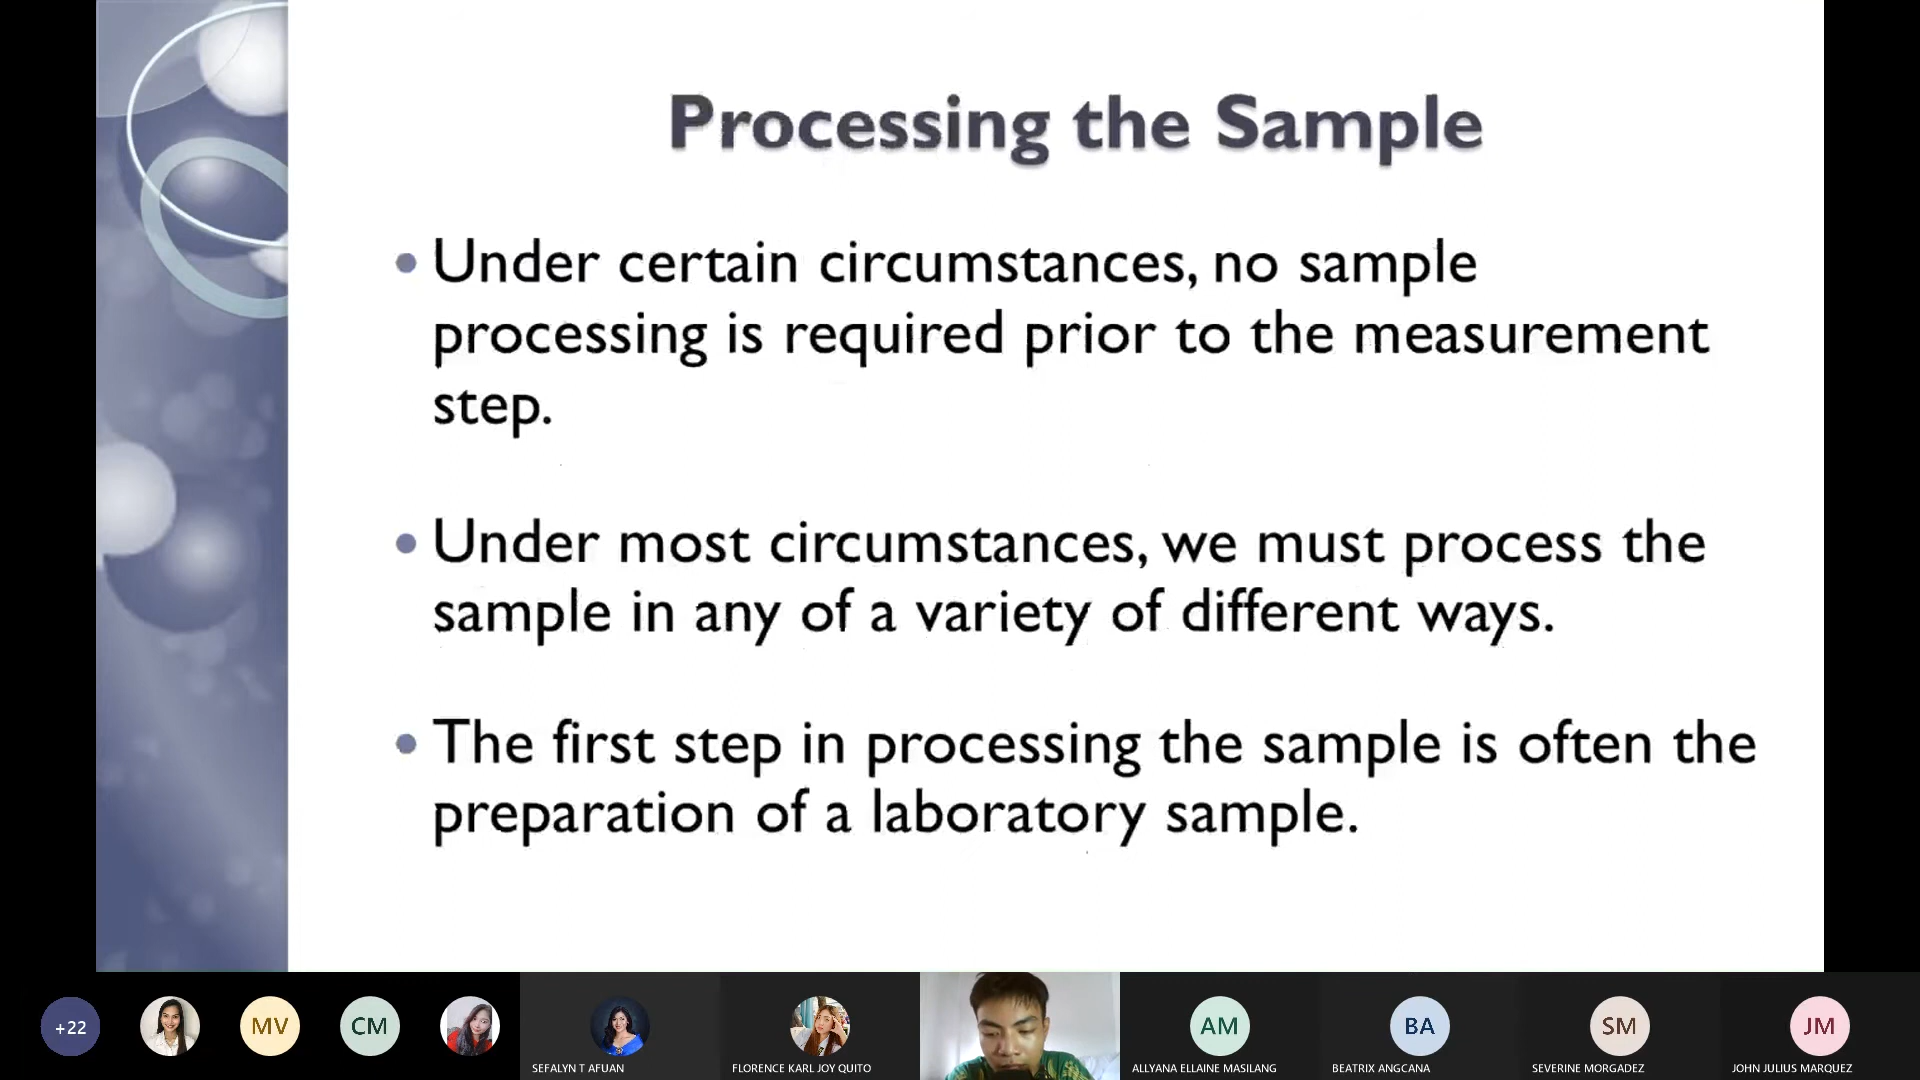 Processing the Sample
• Under certain circumstances, no sample
processing is required prior to the measurement
step.
• Under most circumstances, we must process the
sample in any of a variety of different ways.
• The first step in processing the sample is often the
preparation of a laboratory sample.
+22
MV
CM
SEFALYN T AFUAN
FLORENCE KARL JOY QUITO
AM
ALLYANA ELLAINE MASILANG
BA
BEATRIX ANGCANA
SM
SEVERINE MORGADEZ
JM
JOHN JULIUS MARQUEZ